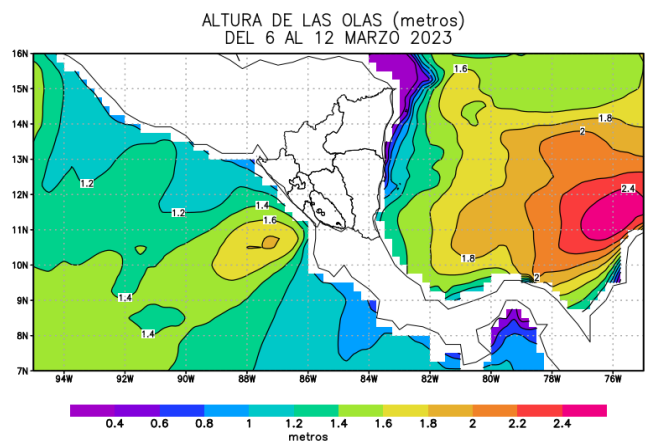 ALTURA DE LAS OLAS (metros)
DEL 6 AL 12 MARZO 2023
16N
1.6
15N
14N
1.8
2
13N
1.2
2.4
12N
1.2
1.4
11N
1.6
1.8
10N
2
9N
1.4
8N
1.4
7N
94W 92W 90W 88W 86W 84W 82W 80W 78W 76W
0.4 0.6 0.8 1 1.2 1.4 1.6 1.8 2 2.2 2.4
metros